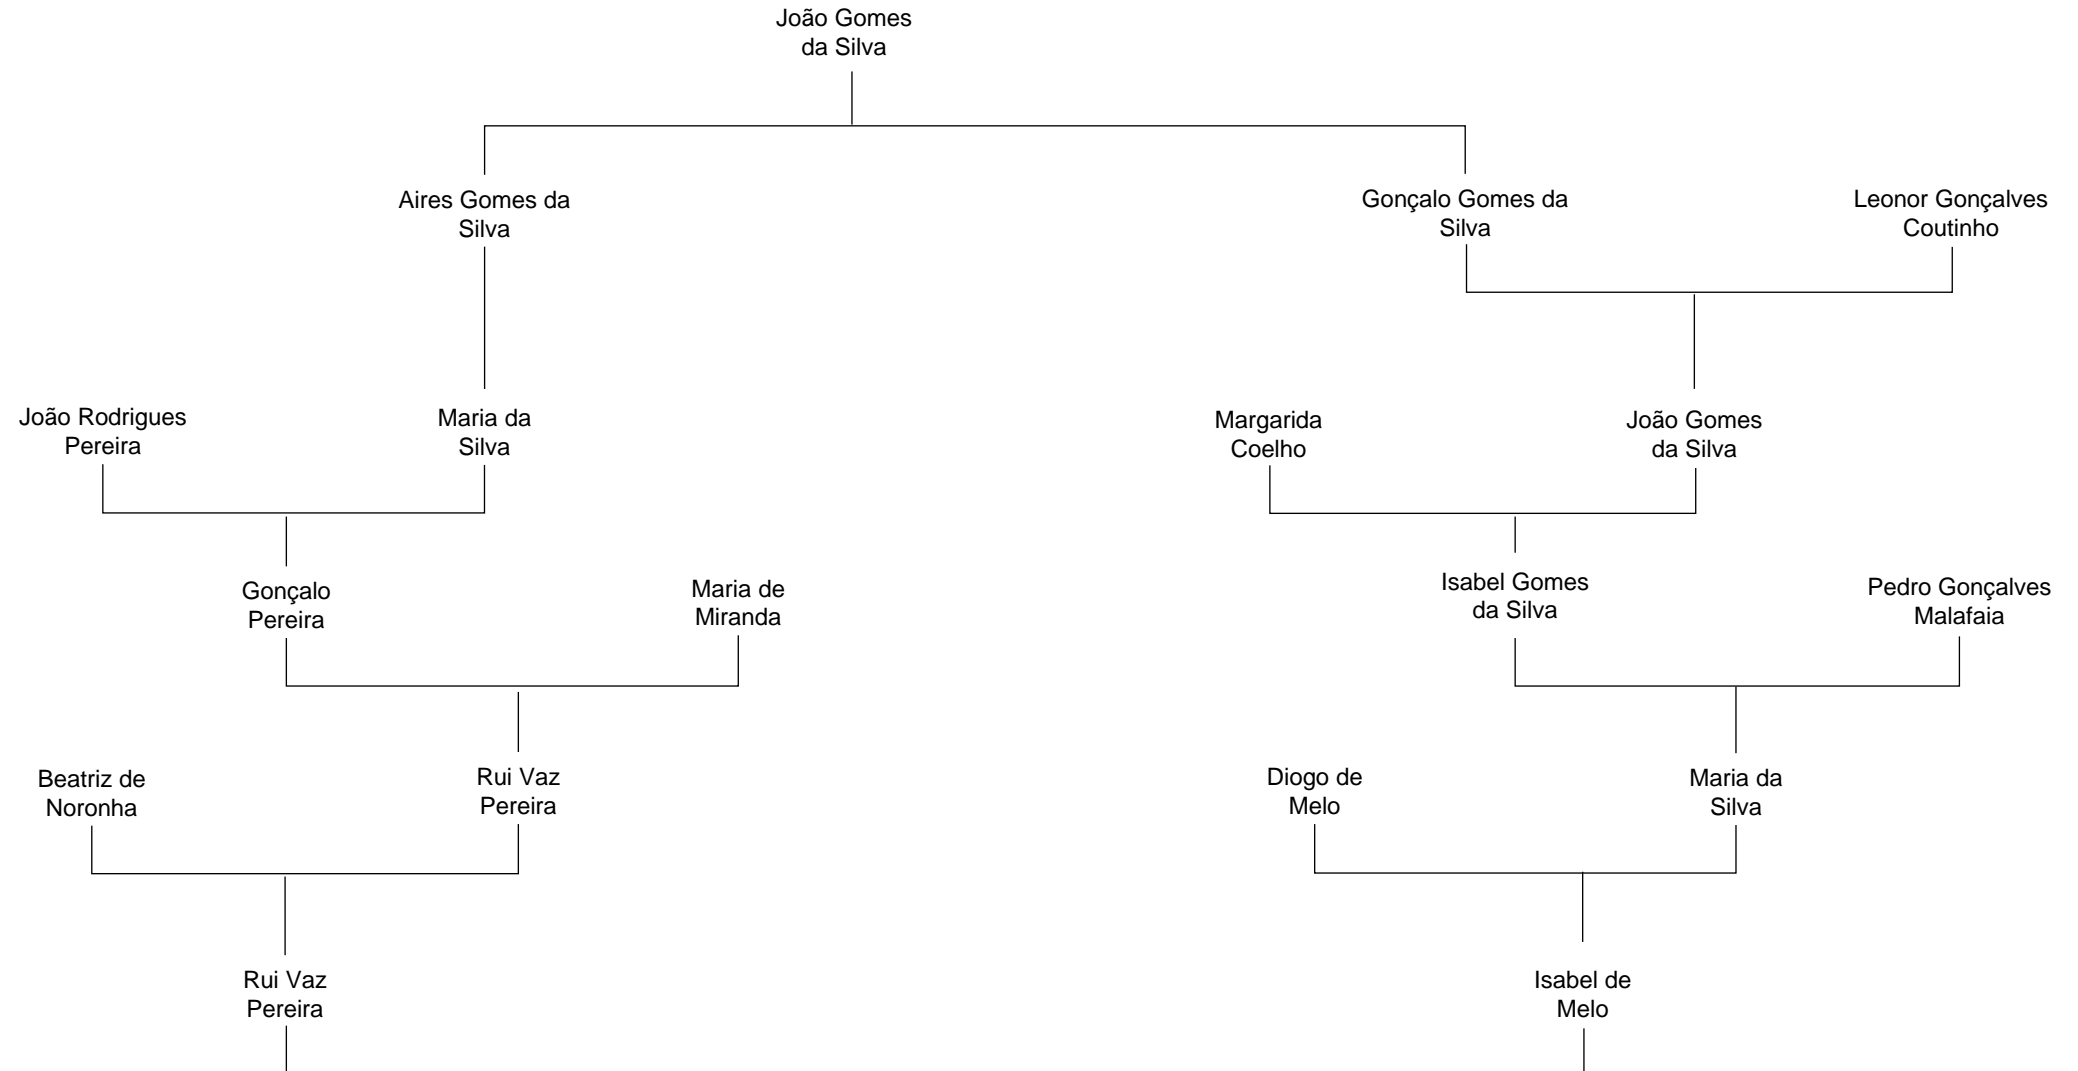 João Gomes
da Silva
Aires Gomes da
Silva
Gonçalo Gomes da
Silva
Leonor Gonçalves
Coutinho
João Rodrigues
Pereira
Maria da
Silva
Margarida
Coelho
João Gomes
da Silva
Gonçalo
Pereira
Maria de
Miranda
Isabel Gomes
da Silva
Pedro Gonçalves
Malafaia
Beatriz de
Noronha
Rui Vaz
Pereira
Diogo de
Melo
Maria da
Silva
Rui Vaz
Pereira
Isabel de
Melo